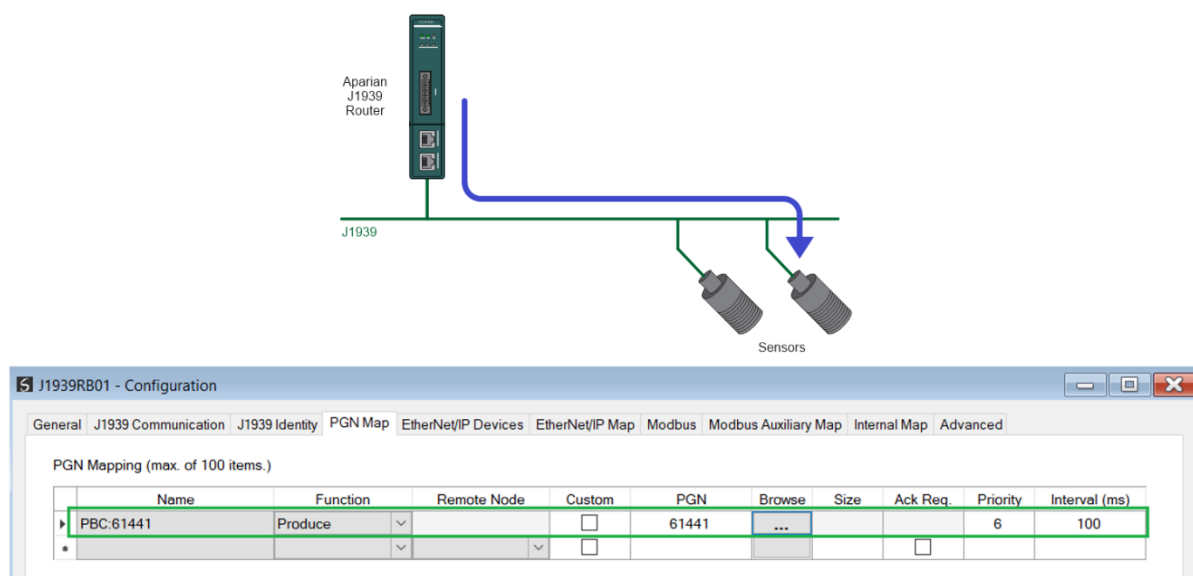 Aparian
J1939
Router
J1939
Sensors
J1939RB01 - Configuration
General J1939 Communication J1939 Identity PGN Map EtherNet/IP Devices EtherNet/IP Map Modbus Modbus Auxiliary Map Internal Map Advanced
PGN Mapping (max. of 100 items.)
Name Function Remote Node Custom PGN Browse Size Ack Req. Priority Interval (ms)
PBC:61441 Produce 61441 ... 6 100